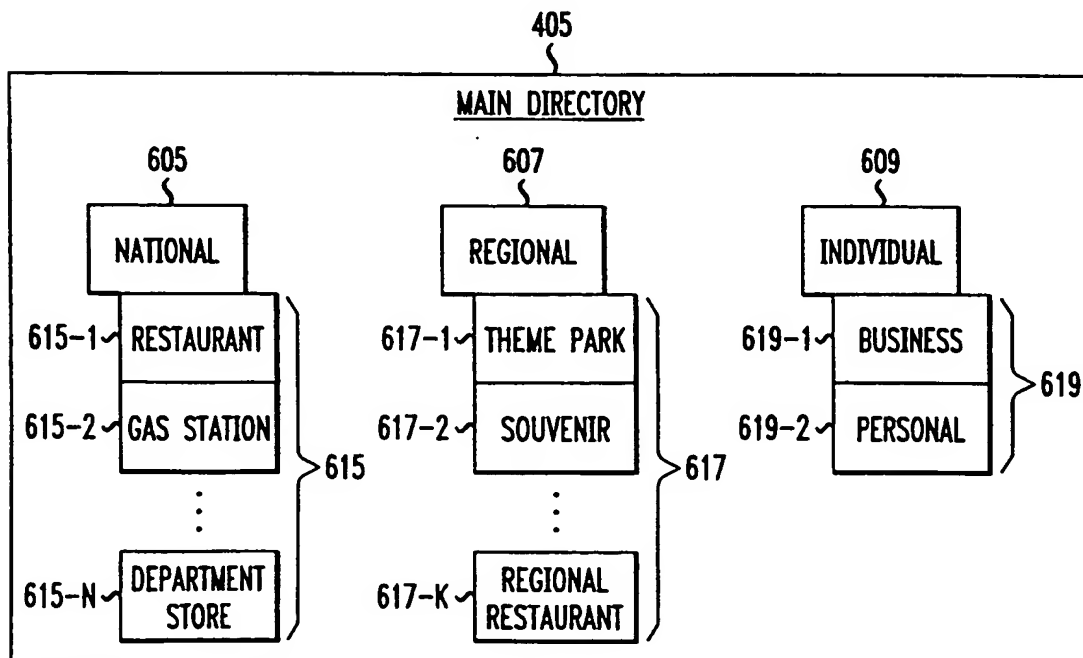 405
MAIN DIRECTORY
605
607
609
NATIONAL
REGIONAL
INDIVIDUAL
615-1
RESTAURANT
617-1
THEME PARK
619-1
BUSINESS
619
615-2
GAS STATION
615
617-2
SOUVENIR
617
619-2
PERSONAL
615-N
DEPARTMENT
STORE
617-K
REGIONAL
RESTAURANT